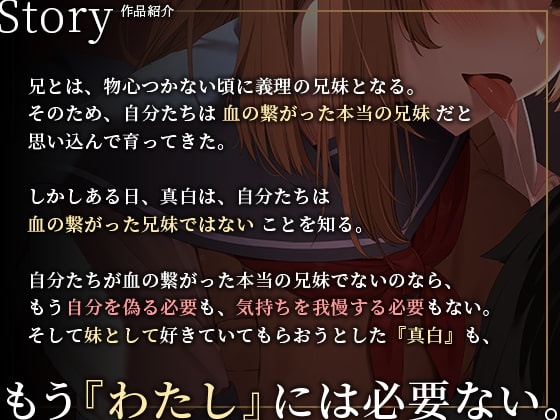 Story 作品紹介
兄とは、物心つかない頃に義理の兄妹となる。
そのため、自分たちは 血の繋がった本当の兄妹 だと
思い込んで育ってきた。
しかしある日、真白は、自分たちは
血の繋がった兄妹ではない ことを知る。
自分たちが血の繋がった本当の兄妹でないのなら、
もう自分を偽る必要も、気持ちを我慢する必要もない。
そして妹として好きていてもらおうとした『真白』も、
もう『わたし』には必要ない。